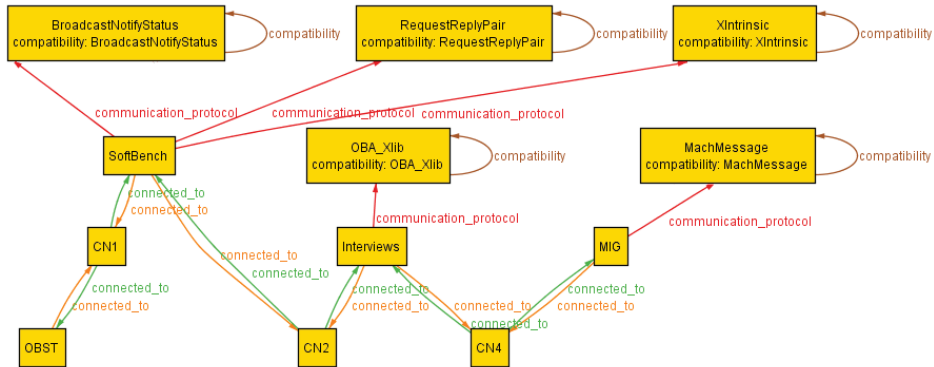 BroadcastNotifyStatus
compatibility: BroadcastNotifyStatus
compatibility
RequestReplyPair
compatibility: RequestReplyPair
compatibility
XIntrinsic
compatibility: XIntrinsic
compatibility
communication_protocol
communication_protocol
communication_protocol
SoftBench
OBA_Xlib
compatibility: OBA_Xlib
compatibility
MachMessage
compatibility: MachMessage
compatibility
connected_to
connected_to
communication_protocol
communication_protocol
CN1
Interviews
MIG
connected_to
connected_to
connected_to
connected_to
connected_to
connected_to
connected_to
connected_to
connected_to
connected_to
OBST
CN2
CN4